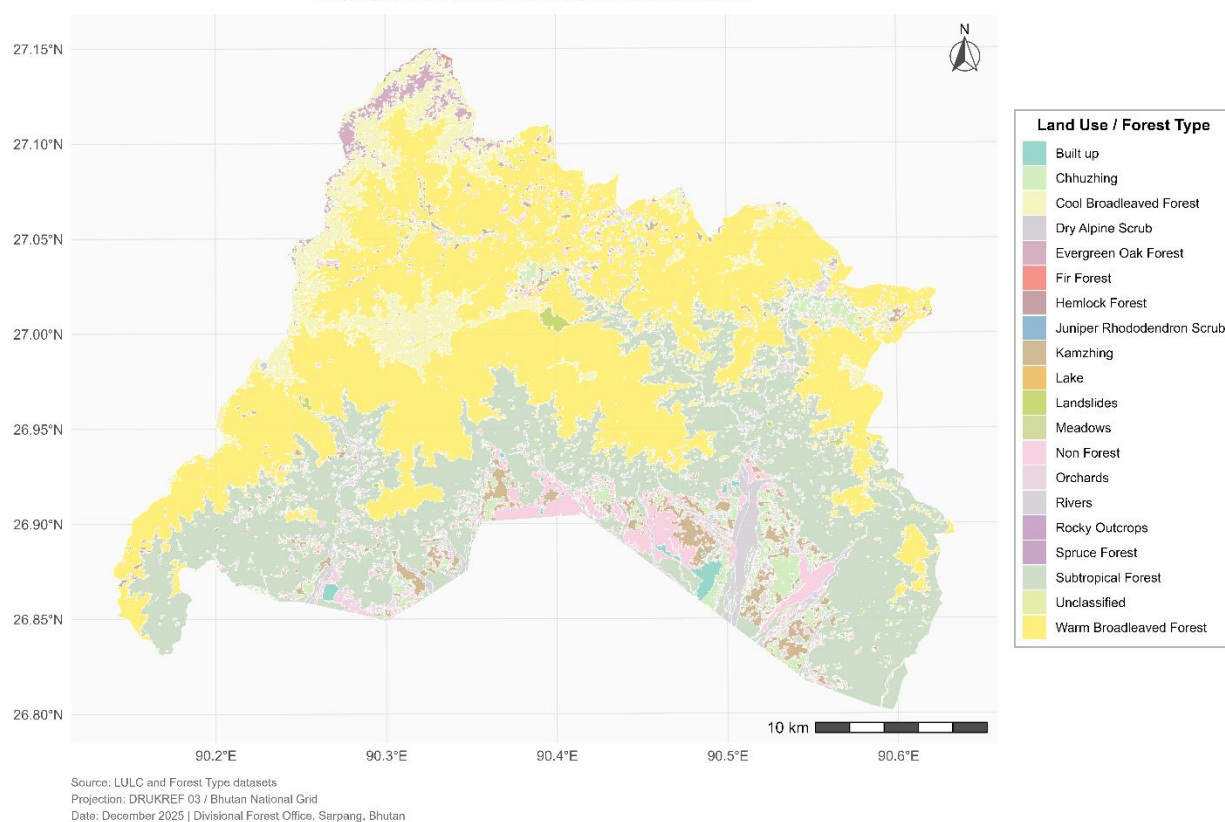 N
27.15°N
27.10°N
27.05°N
27.00°N
26.95°N
26.90°N
26.85°N
26.80°N
90.2°E
90.3°E
90.4°E
90.5°E
90.6°E
10 km
Land Use / Forest Type
Built up
Chhuzhing
Cool Broadleaved Forest
Dry Alpine Scrub
Evergreen Oak Forest
Fir Forest
Hemlock Forest
Juniper Rhododendron Scrub
Kamzhing
Lake
Landslides
Meadows
Non Forest
Orchards
Rivers
Rocky Outcrops
Spruce Forest
Subtropical Forest
Unclassified
Warm Broadleaved Forest
Source: LULC and Forest Type datasets
Projection: DRUKREF 03 / Bhutan National Grid
Date: December 2025 | Divisional Forest Office, Sarpang, Bhutan